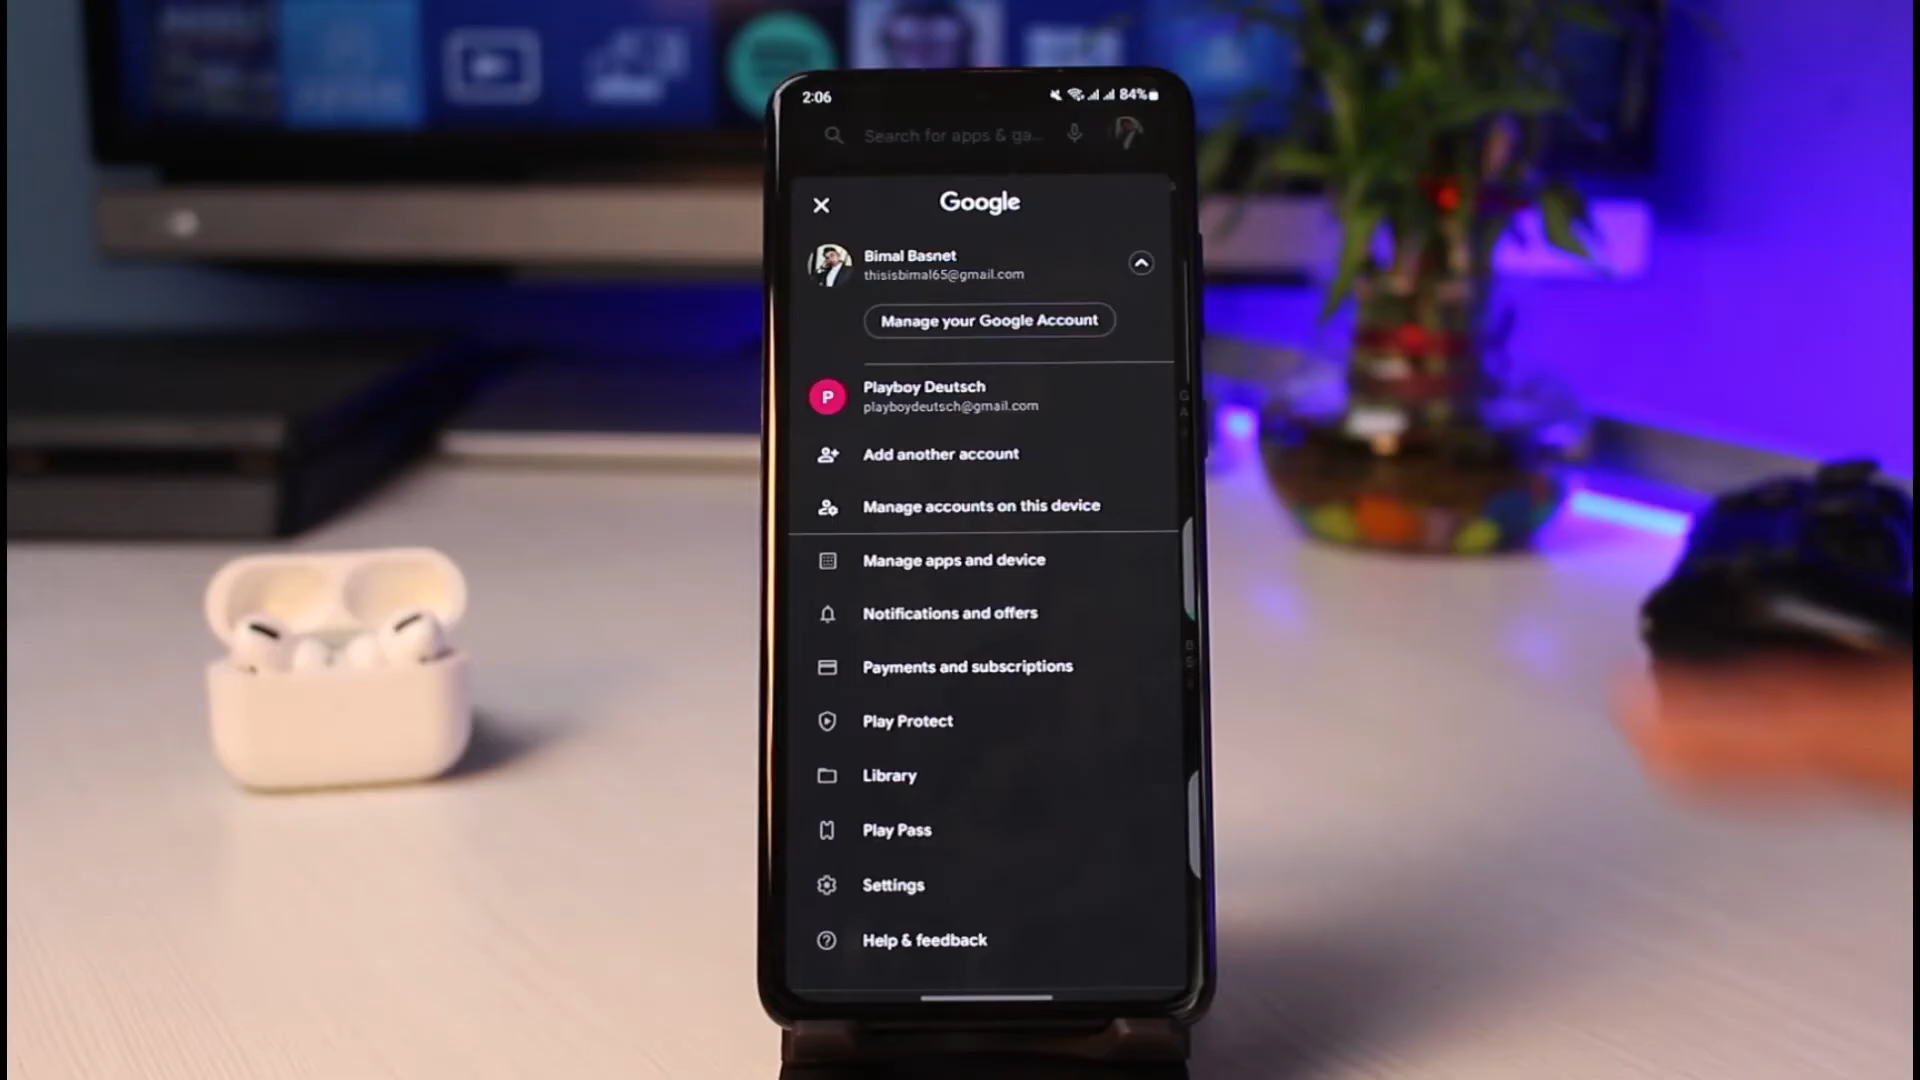 2:06
84%
Search for apps & ga...
Google
Bimal Basnet
thisisbimal65@gmail.com
Manage your Google Account
P
Playboy Deutsch
playboydeutsch@gmail.com
Add another account
Manage accounts on this device
Manage apps and device
Notifications and offers
Payments and subscriptions
Play Protect
Library
Play Pass
Settings
Help & feedback